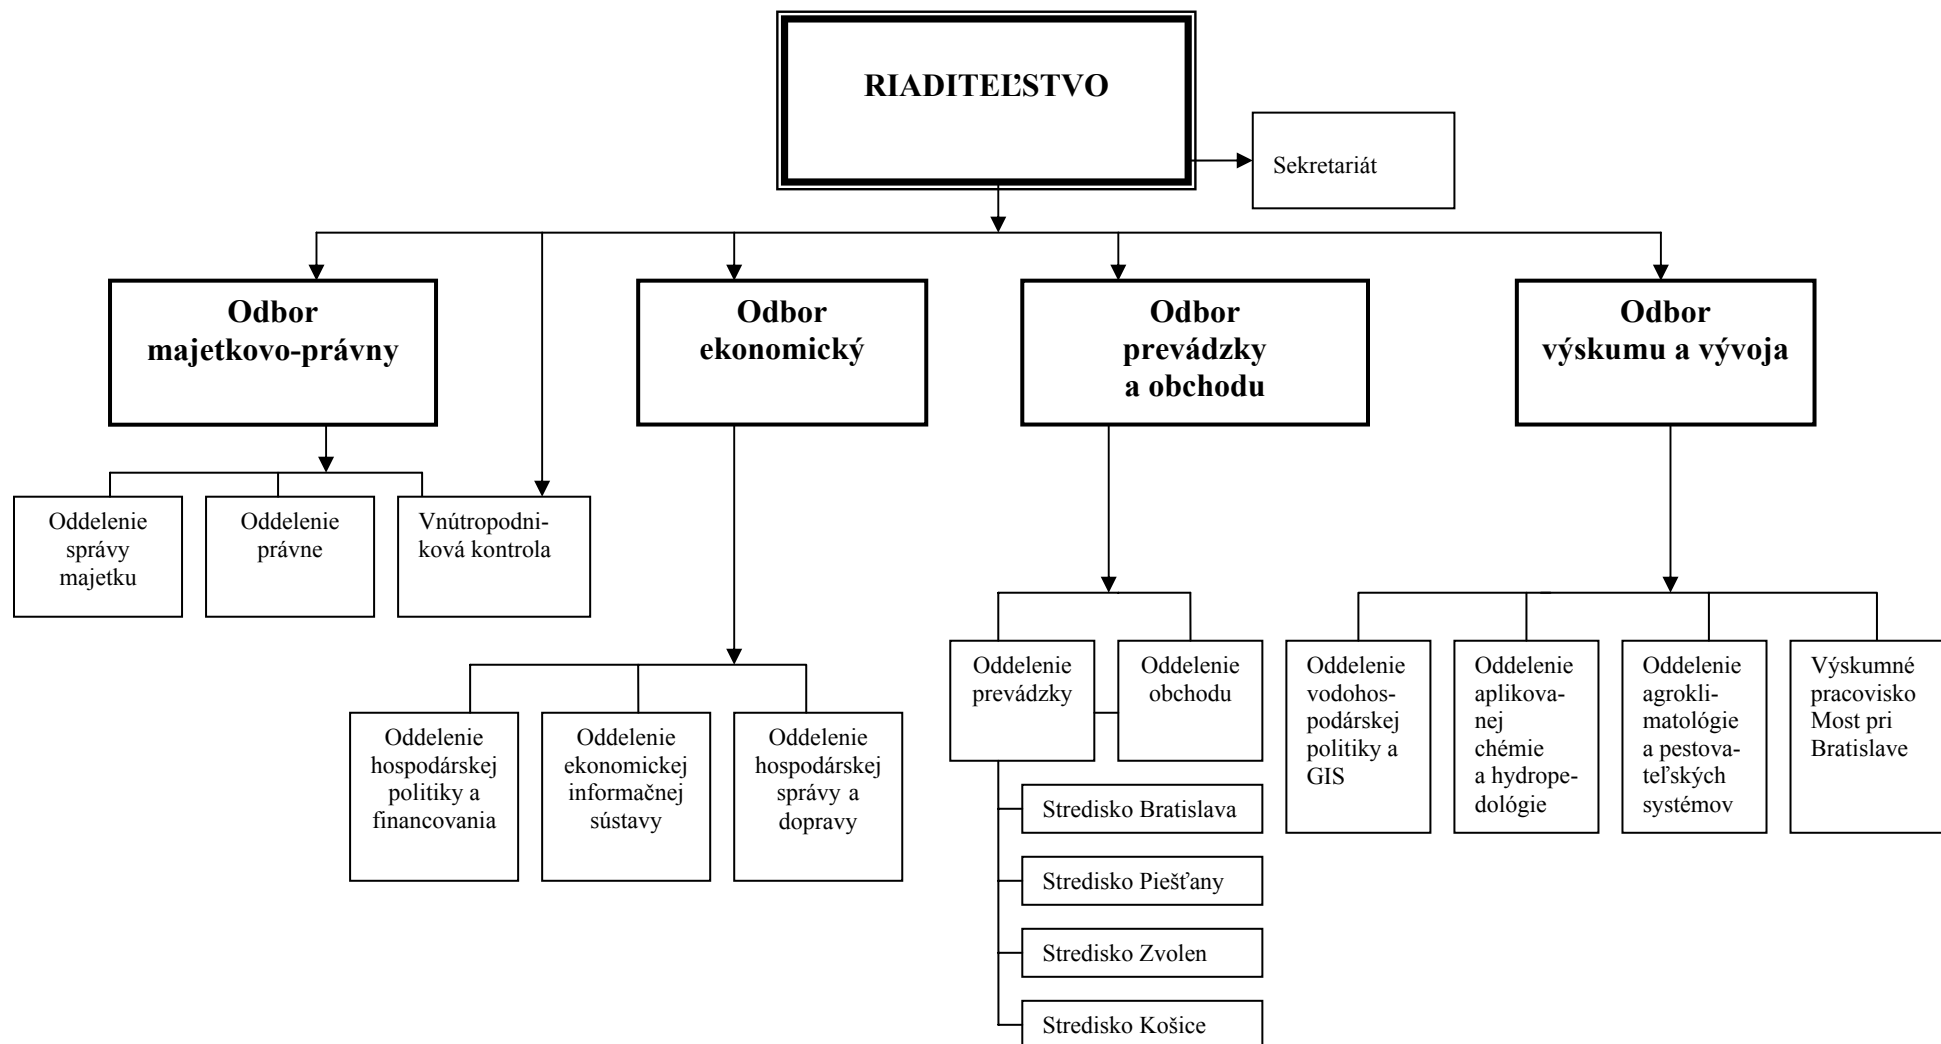 RIADITEĽSTVO
Sekretariát
Odbor
majetkovo-právny
Odbor
ekonomický
Odbor
prevádzky
a obchodu
Odbor
výskumu a vývoja
Oddelenie
správy
majetku
Oddelenie
právne
Vnútropodni-
ková kontrola
Oddelenie
hospodárskej
politiky a
financovania
Oddelenie
ekonomickej
informačnej
sústavy
Oddelenie
hospodárskej
správy a
dopravy
Oddelenie
prevádzky
Oddelenie
obchodu
Stredisko Bratislava
Stredisko Piešťany
Stredisko Zvolen
Stredisko Košice
Oddelenie
vodohos-
podárskej
politiky a
GIS
Oddelenie
aplikova-
nej
chémie
a hydrope-
dológie
Oddelenie
agrokli-
matológie
a pestova-
teľských
systémov
Výskumné
pracovisko
Most pri
Bratislave